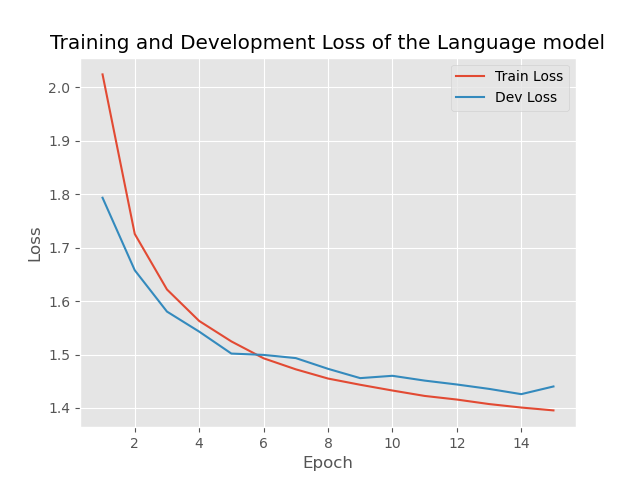 Training and Development Loss of the Language model
Train Loss
Dev Loss
2.0
1.9
1.8
1.7
1.6
1.5
1.4
Loss
2 4 6 8 10 12 14
Epoch